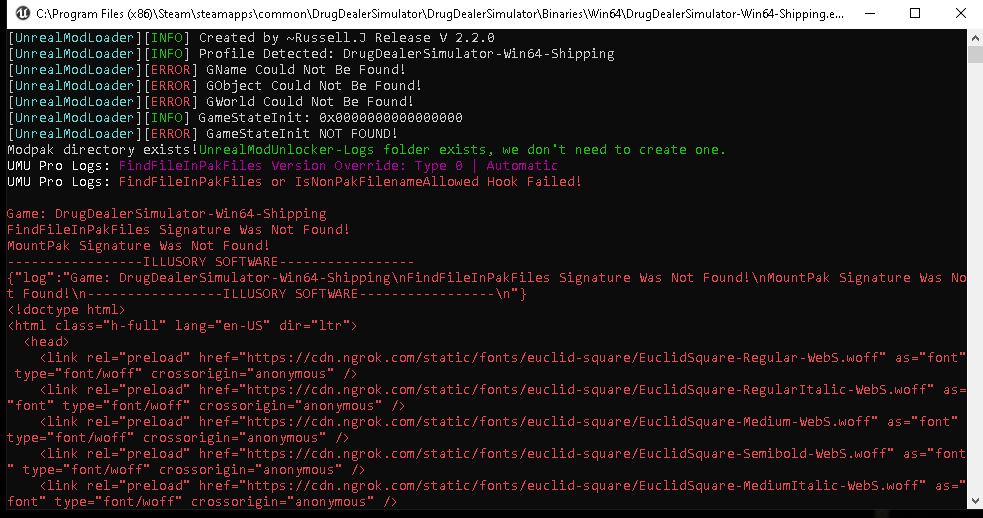 C:\Program Files (x86)\Steam\steamapps\common\DrugDealerSimulator\DrugDealerSimulator\Binaries\Win64\DrugDealerSimulator-Win64-Shipping.e...
[UnrealModLoader][INFO] Created by ~Russell.J Release V 2.2.0
[UnrealModLoader][INFO] Profile Detected: DrugDealerSimulator-Win64-Shipping
[UnrealModLoader][ERROR] GName Could Not Be Found!
[UnrealModLoader][ERROR] GObject Could Not Be Found!
[UnrealModLoader][ERROR] GWorld Could Not Be Found!
[UnrealModLoader][INFO] GameStateInit: 0x0000000000000000
[UnrealModLoader][ERROR] GameStateInit NOT FOUND!
Modpak directory exists!UnrealModUnlocker-Logs folder exists, we don't need to create one.
UMU Pro Logs: FindFileInPakFiles Version Override: Type 0 | Automatic
UMU Pro Logs: FindFileInPakFiles or IsNonPakFilenameAllowed Hook Failed!
Game: DrugDealerSimulator-Win64-Shipping
FindFileInPakFiles Signature Was Not Found!
MountPak Signature Was Not Found!
-----------------ILLUSORY SOFTWARE-----------------
{"log":"Game: DrugDealerSimulator-Win64-Shipping\nFindFileInPakFiles Signature Was Not Found!\nMountPak Signature Was No
t Found!\n-----------------ILLUSORY SOFTWARE-----------------\n"}
<!doctype html>
<html class="h-full" lang="en-US" dir="ltr">
  <head>
    <link rel="preload" href="https://cdn.ngrok.com/static/fonts/euclid-square/EuclidSquare-Regular-WebS.woff" as="font"
 type="font/woff" crossorigin="anonymous" />
    <link rel="preload" href="https://cdn.ngrok.com/static/fonts/euclid-square/EuclidSquare-RegularItalic-WebS.woff" as=
"font" type="font/woff" crossorigin="anonymous" />
    <link rel="preload" href="https://cdn.ngrok.com/static/fonts/euclid-square/EuclidSquare-Medium-WebS.woff" as="font"
type="font/woff" crossorigin="anonymous" />
    <link rel="preload" href="https://cdn.ngrok.com/static/fonts/euclid-square/EuclidSquare-Semibold-WebS.woff" as="font
" type="font/woff" crossorigin="anonymous" />
    <link rel="preload" href="https://cdn.ngrok.com/static/fonts/euclid-square/EuclidSquare-MediumItalic-WebS.woff" as="
font" type="font/woff" crossorigin="anonymous" />